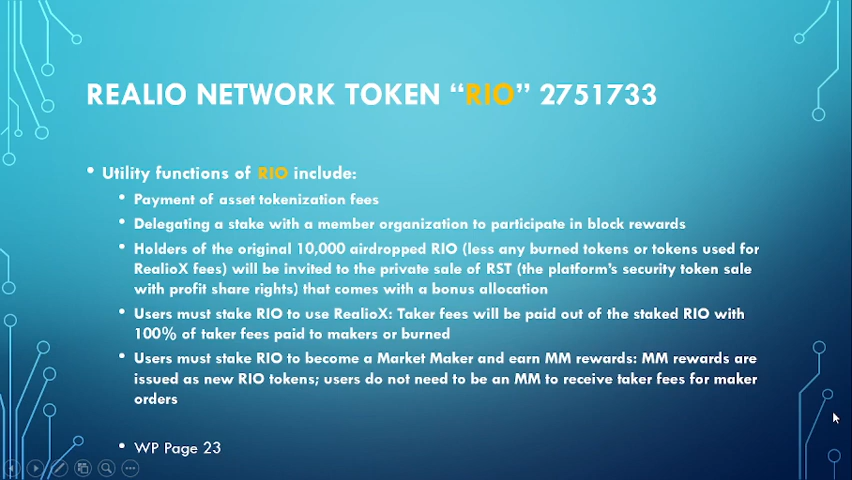 REALIO NETWORK TOKEN “RIO” 2751733
• Utility functions of RIO include:
• Payment of asset tokenization fees
• Delegating a stake with a member organization to participate in block rewards
• Holders of the original 10,000 airdropped RIO (less any burned tokens or tokens used for
RealioX fees) will be invited to the private sale of RST (the platform's security token sale
with profit share rights) that comes with a bonus allocation
• Users must stake RIO to use RealioX: Taker fees will be paid out of the staked RIO with
100% of taker fees paid to makers or burned
• Users must stake RIO to become a Market Maker and earn MM rewards: MM rewards are
issued as new RIO tokens; users do not need to be an MM to receive taker fees for maker
orders
• WP Page 23